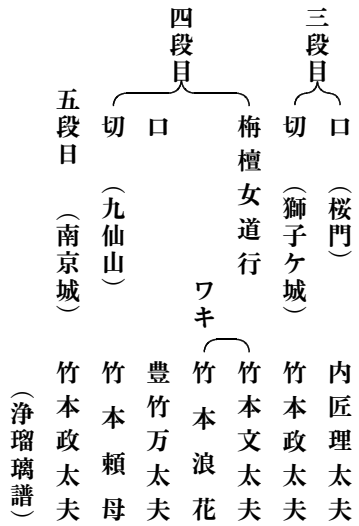 三段目
口（桜門）内匠理太夫
切（獅子ケ城）竹本政太夫
四段目
栴檀女道行 竹本文太夫
ワキ 竹本浪花
口 豊竹万太夫
切（九仙山）竹本頼母
五段日（南京城）竹本政太夫
（浄瑠璃譜）